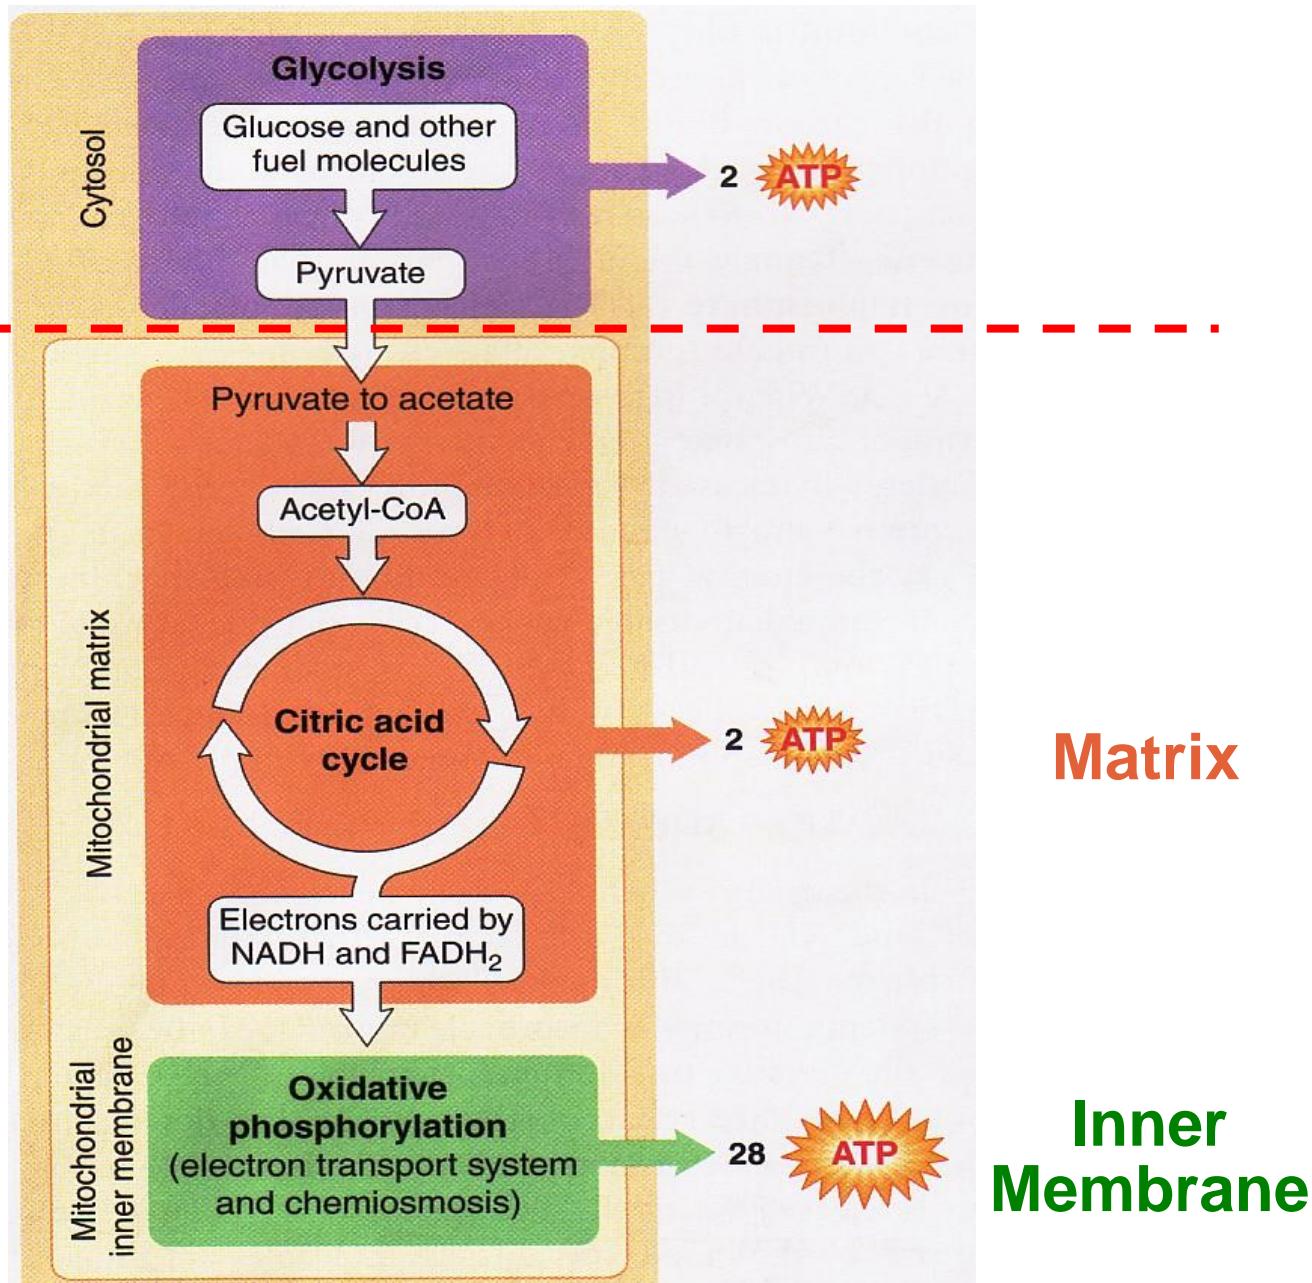 Glycolysis
Cytosol
Glucose and other
fuel molecules
2 ATP
Pyruvate
Pyruvate to acetate
Acetyl-CoA
Mitochondrial matrix
Citric acid
cycle
2 ATP
Matrix
Electrons carried by
NADH and FADH₂
Mitochondrial
inner membrane
Oxidative
phosphorylation
(electron transport system
and chemiosmosis)
28 ATP
Inner
Membrane